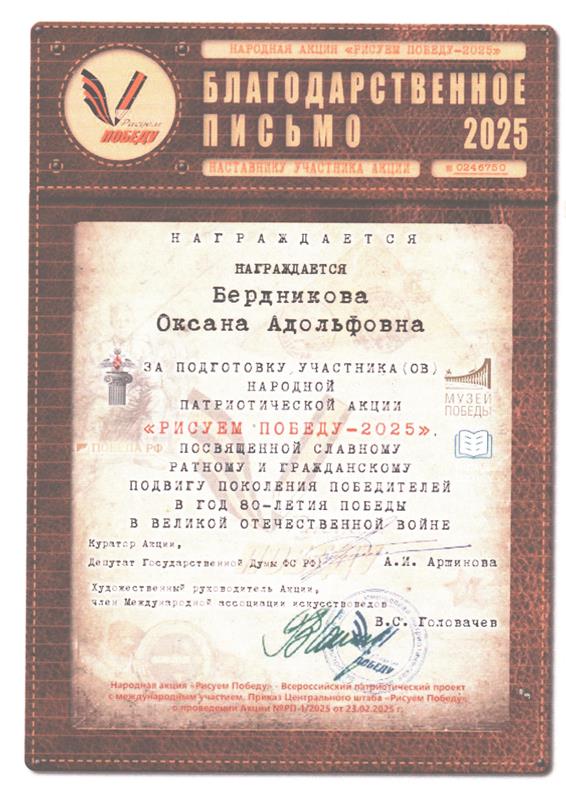 НАРОДНАЯ АКЦИЯ «РИСУЕМ ПОБЕДУ-2025»
БЛАГОДАРСТВЕННОЕ
ПИСЬМО 2025
НАСТАВНИКУ УЧАСТНИКА АКЦИИ
№ 0246750
Рисуем
ПОБЕДУ
НАГРАЖДАЕТСЯ
НАГРАЖДАЕТСЯ
Бердникова
Оксана Адольфовна
ЗА ПОДГОТОВКУ УЧАСТНИКА(ОВ)
НАРОДНОЙ
ПАТРИОТИЧЕСКОЙ АКЦИИ
«РИСУЕМ ПОБЕДУ-2025»,
ПОСВЯЩЕННОЙ СЛАВНОМУ
РАТНОМУ И ГРАЖДАНСКОМУ
ПОДВИГУ ПОКОЛЕНИЯ ПОБЕДИТЕЛЕЙ
В ГОД 80-ЛЕТИЯ ПОБЕДЫ
В ВЕЛИКОЙ ОТЕЧЕСТВЕННОЙ ВОЙНЕ
МУЗЕЙ
ПОБЕДЫ
ПОБЕДА РФ
Куратор Акции,
Депутат Государственной Думы ФС РФ
А.И. Аршинова
Художественный руководитель Акции,
член Международной ассоциации искусствоведов
В.С. Головачев
ПОБЕДУ
Народная акция «Рисуем Победу» - Всероссийский патриотический проект
с международным участием. Приказ Центрального штаба «Рисуем Победу»
о проведении Акции №РП-1/2025 от 23.02.2025 г.